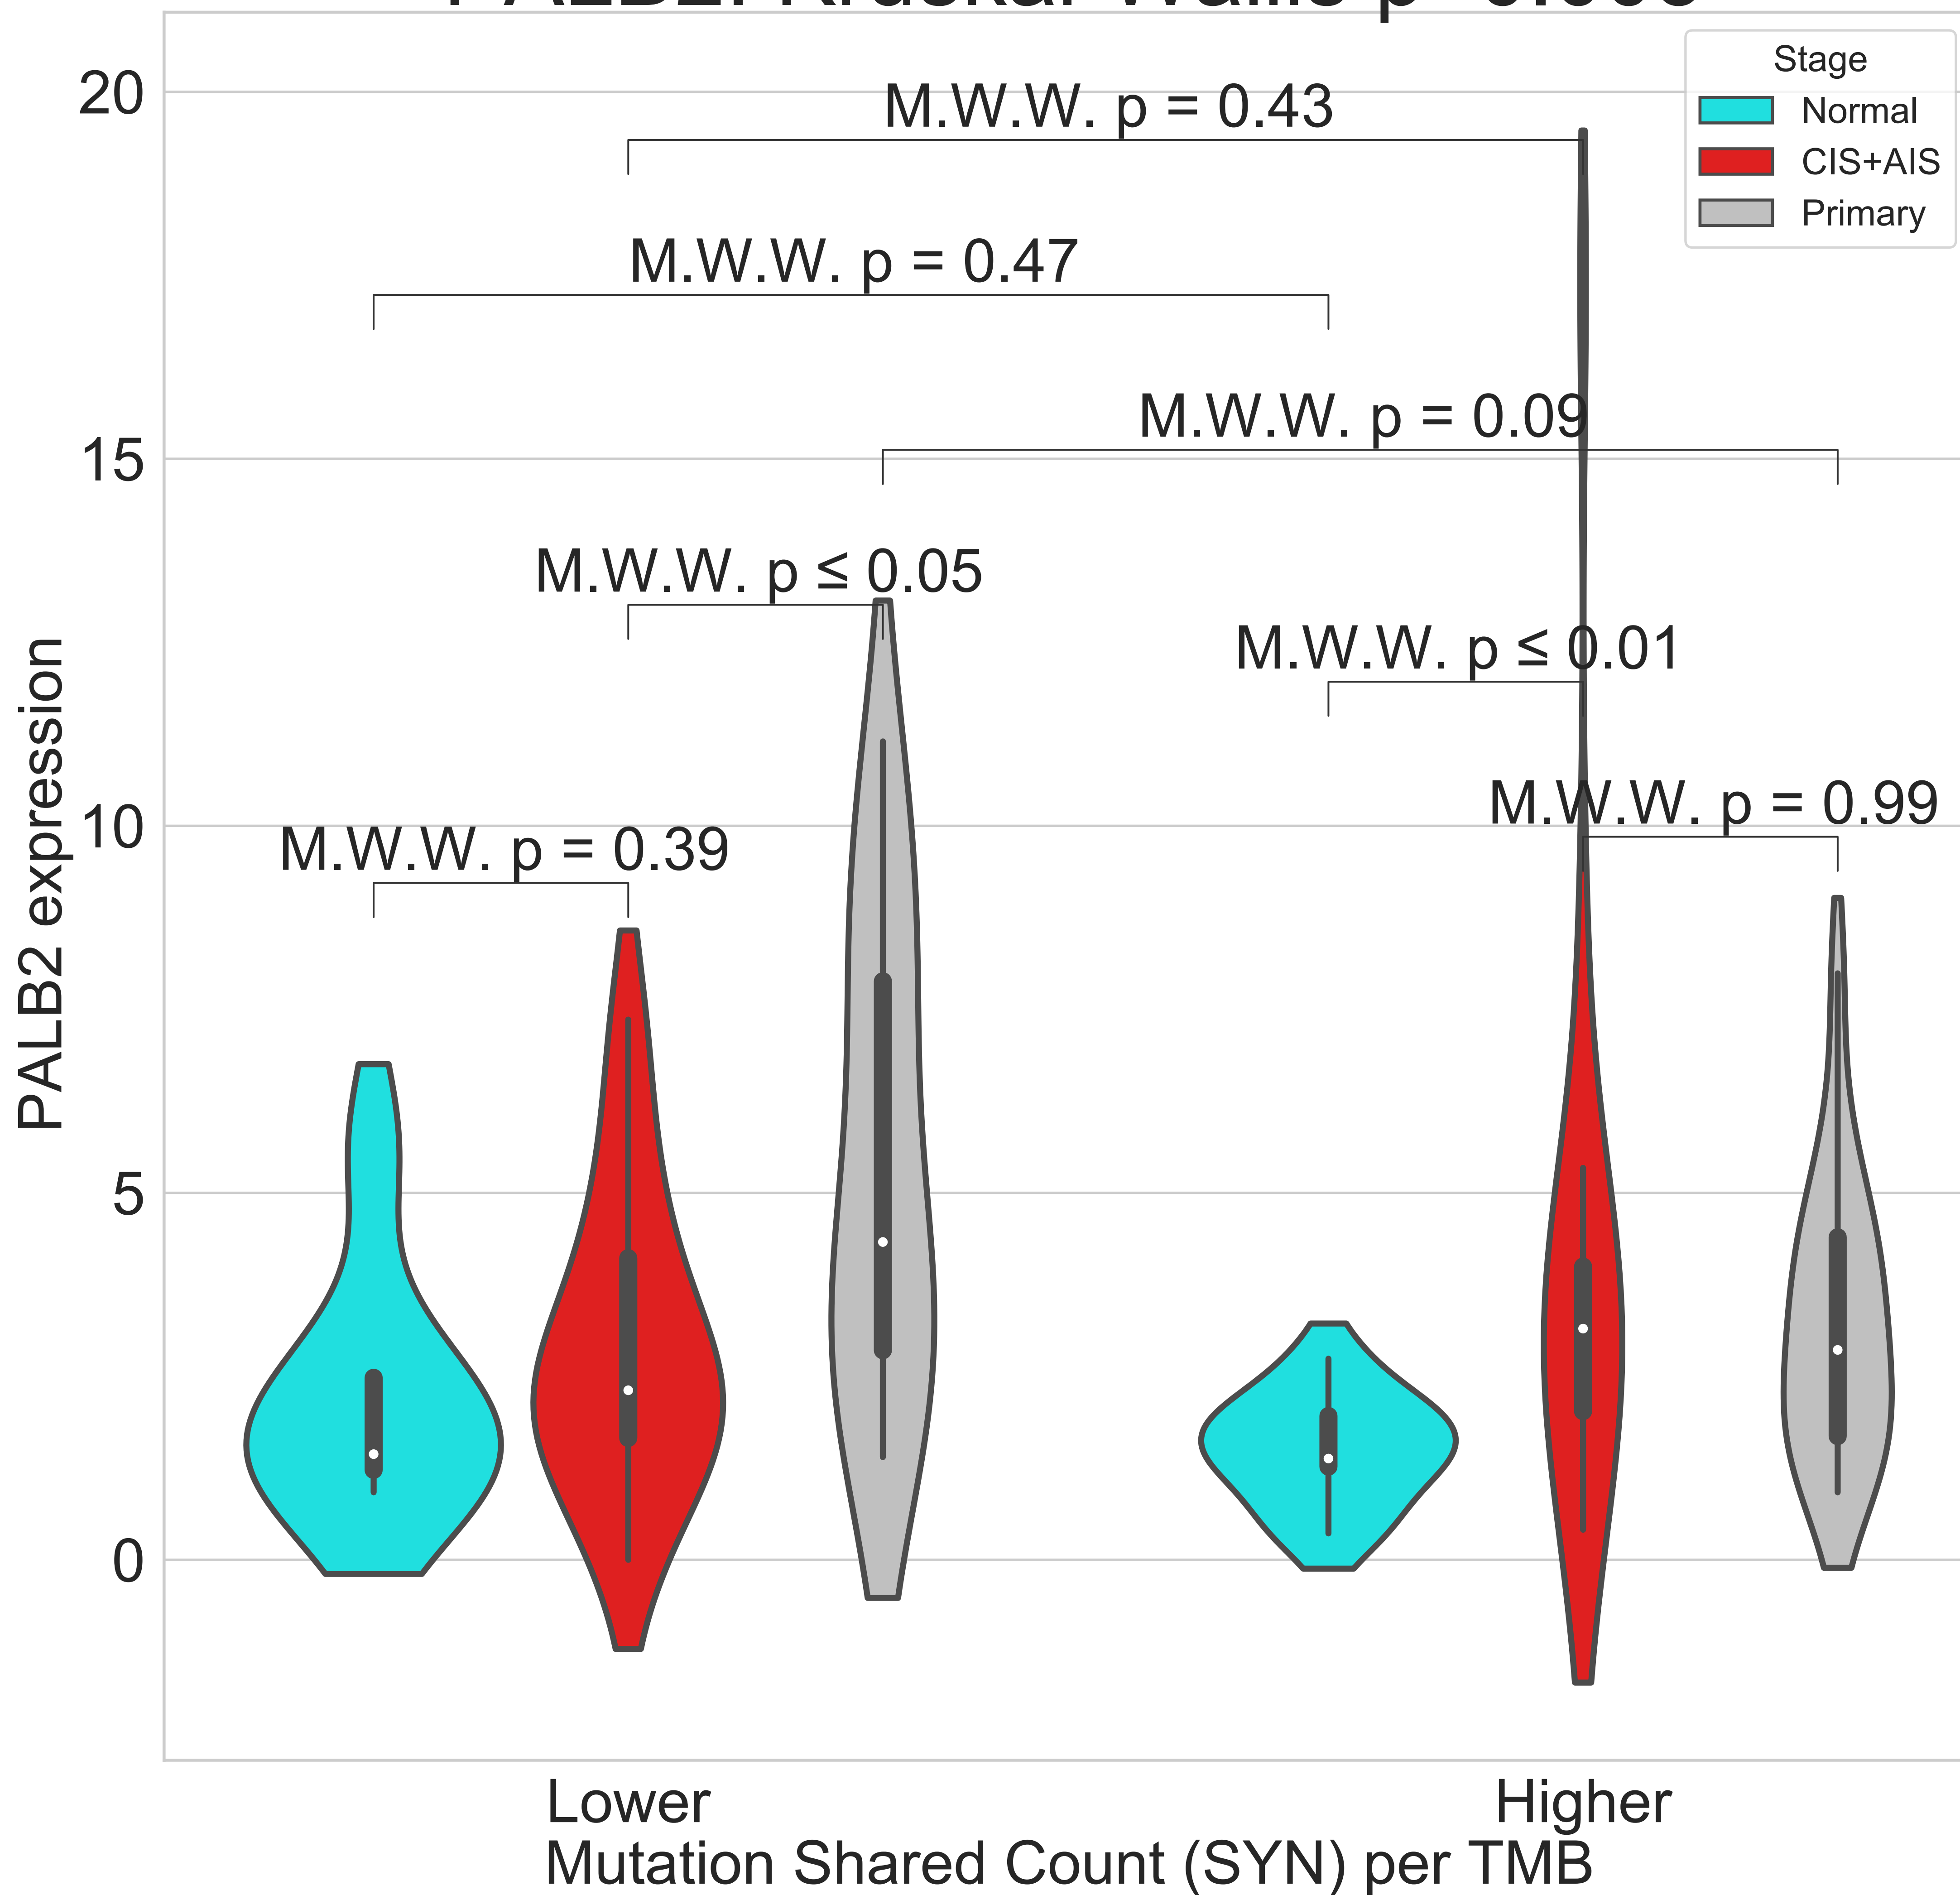 Stage
Normal
CIS+AIS
Primary
20
15
10
5
0
PALB2 expression
M.W.W. p = 0.43
M.W.W. p = 0.47
M.W.W. p = 0.09
M.W.W. p ≤ 0.05
M.W.W. p ≤ 0.01
M.W.W. p = 0.99
M.W.W. p = 0.39
Lower
Higher
Mutation Shared Count (SYN) per TMB